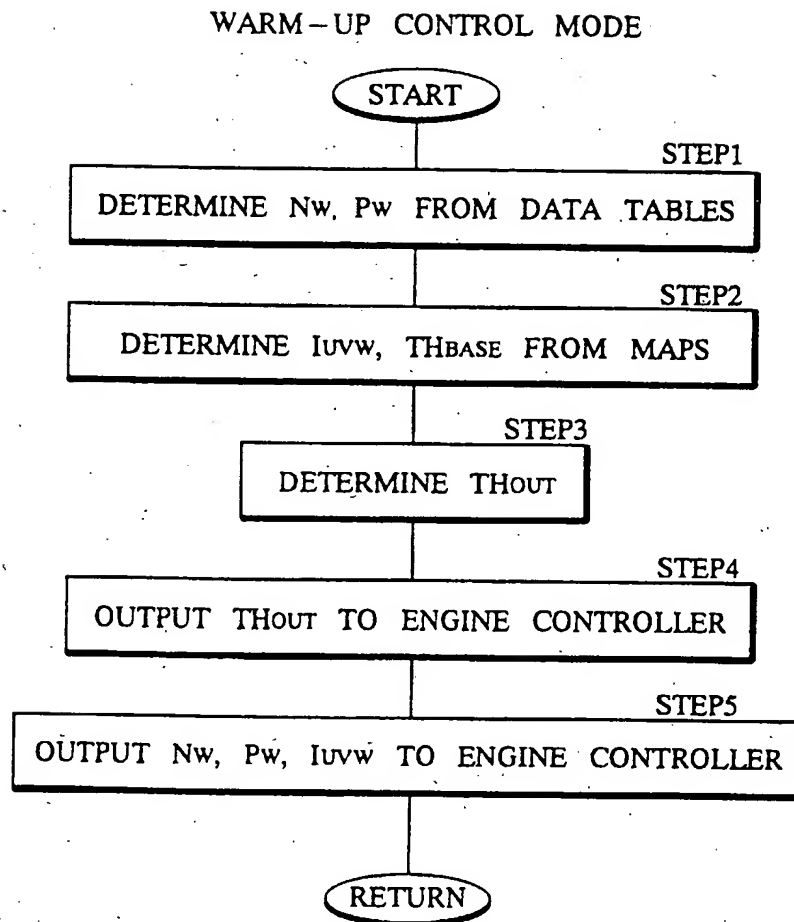 WARM-UP CONTROL MODE
START
STEP1
DETERMINE NW, PW FROM DATA TABLES
STEP2
DETERMINE IUVW, THBASE FROM MAPS
STEP3
DETERMINE THOUT
STEP4
OUTPUT THOUT TO ENGINE CONTROLLER
STEP5
OUTPUT NW, PW, IUVW TO ENGINE CONTROLLER
RETURN